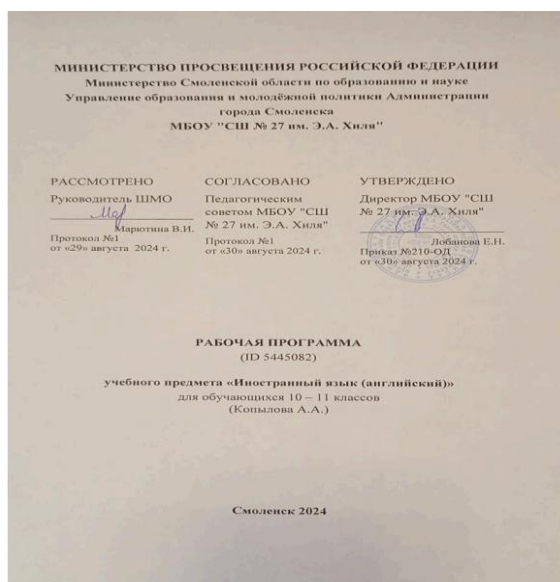 МИНИСТЕРСТВО ПРОСВЕЩЕНИЯ РОССИЙСКОЙ ФЕДЕРАЦИИ
Министерство Смоленской области по образованию и науке
Управление образования и молодёжной политики Администрации
города Смоленска
МБОУ "СШ № 27 им. Э.А. Хиля"
РАССМОТРЕНО
Руководитель ШМО
Марютина В.И.
Протокол №1
от «29» августа 2024 г.
СОГЛАСОВАНО
Педагогическим
советом МБОУ "СШ
№ 27 им. Э.А. Хиля"
Протокол №1
от «30» августа 2024 г.
УТВЕРЖДЕНО
Директор МБОУ "СШ
№ 27 им. Э.А. Хиля"
Лобанова Е.Н.
Приказ №210-ОД
от «30» августа 2024 г.
РАБОЧАЯ ПРОГРАММА
(ID 5445082)
учебного предмета «Иностранный язык (английский)»
для обучающихся 10 – 11 классов
(Копылова А.А.)
Смоленск 2024